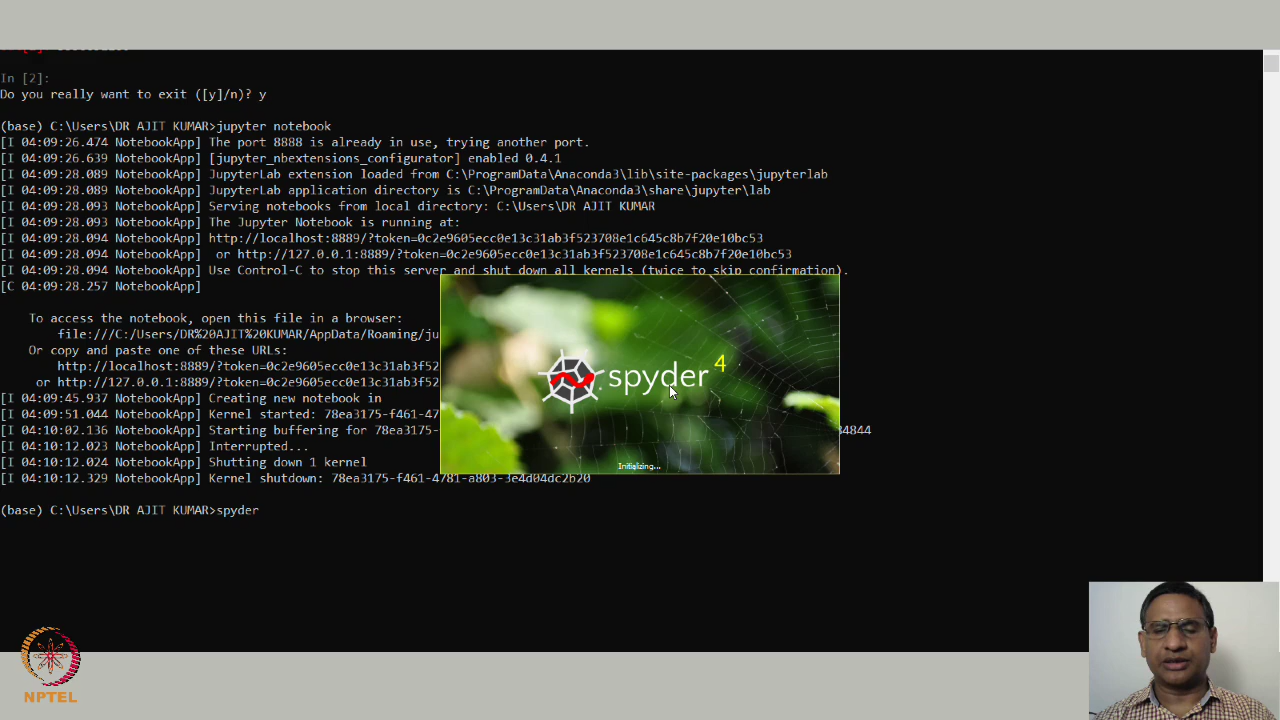 In [2]:
Do you really want to exit ([y]/n)? y
(base) C:\Users\DR AJIT KUMAR>jupyter notebook
[I 04:09:26.474 NotebookApp] The port 8888 is already in use, trying another port.
[I 04:09:26.639 NotebookApp] [jupyter_nbextensions_configurator] enabled 0.4.1
[I 04:09:28.089 NotebookApp] JupyterLab extension loaded from C:\ProgramData\Anaconda3\lib\site-packages\jupyterlab
[I 04:09:28.089 NotebookApp] JupyterLab application directory is C:\ProgramData\Anaconda3\share\jupyter\lab
[I 04:09:28.093 NotebookApp] Serving notebooks from local directory: C:\Users\DR AJIT KUMAR
[I 04:09:28.093 NotebookApp] The Jupyter Notebook is running at:
[I 04:09:28.094 NotebookApp] http://localhost:8889/?token=0c2e9605ecc0e13c31ab3f523708e1c645c8b7f20e10bc53
[I 04:09:28.094 NotebookApp]  or http://127.0.0.1:8889/?token=0c2e9605ecc0e13c31ab3f523708e1c645c8b7f20e10bc53
[I 04:09:28.094 NotebookApp] Use Control-C to stop this server and shut down all kernels (twice to skip confirmation).
[C 04:09:28.257 NotebookApp]
To access the notebook, open this file in a browser:
file:///C:/Users/DR%20AJIT%20KUMAR/AppData/Roaming/ju
Or copy and paste one of these URLs:
http://localhost:8889/?token=0c2e9605ecc0e13c31ab3f52
or http://127.0.0.1:8889/?token=0c2e9605ecc0e13c31ab3f52
[I 04:09:45.937 NotebookApp] Creating new notebook in
[I 04:09:51.044 NotebookApp] Kernel started: 78ea3175-f461-47
[I 04:10:02.136 NotebookApp] Starting buffering for 78ea3175- 4844
[I 04:10:12.023 NotebookApp] Interrupted...
[I 04:10:12.024 NotebookApp] Shutting down 1 kernel
[I 04:10:12.329 NotebookApp] Kernel shutdown: 78ea3175-f461-4781-a803-3e4d04dc2b20
(base) C:\Users\DR AJIT KUMAR>spyder
spyder 4
Initializing...
NPTEL